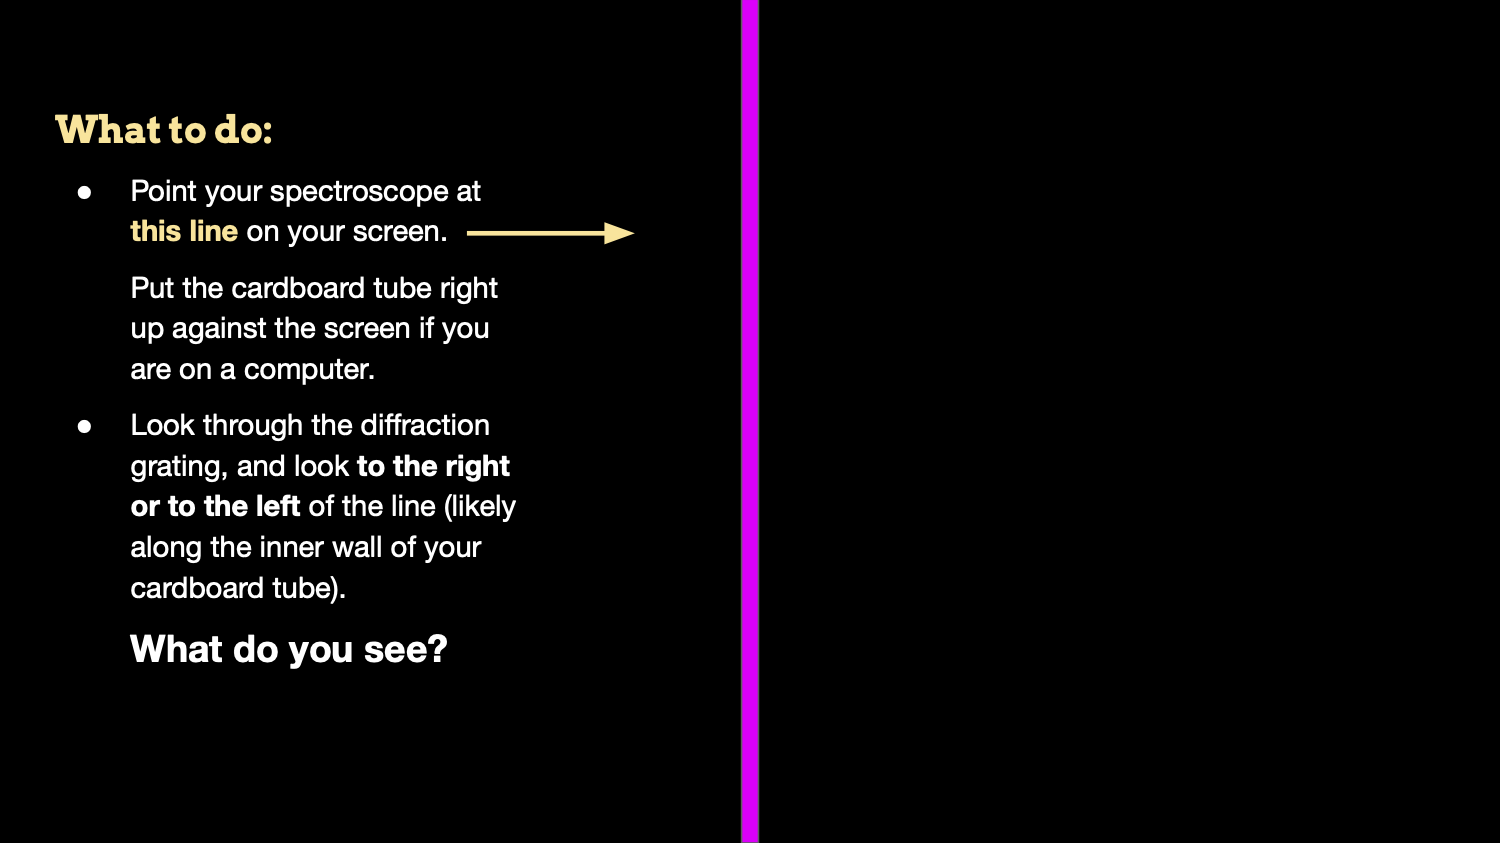 What to do:
● Point your spectroscope at
this line on your screen.
Put the cardboard tube right
up against the screen if you
are on a computer.
● Look through the diffraction
grating, and look to the right
or to the left of the line (likely
along the inner wall of your
cardboard tube).
What do you see?